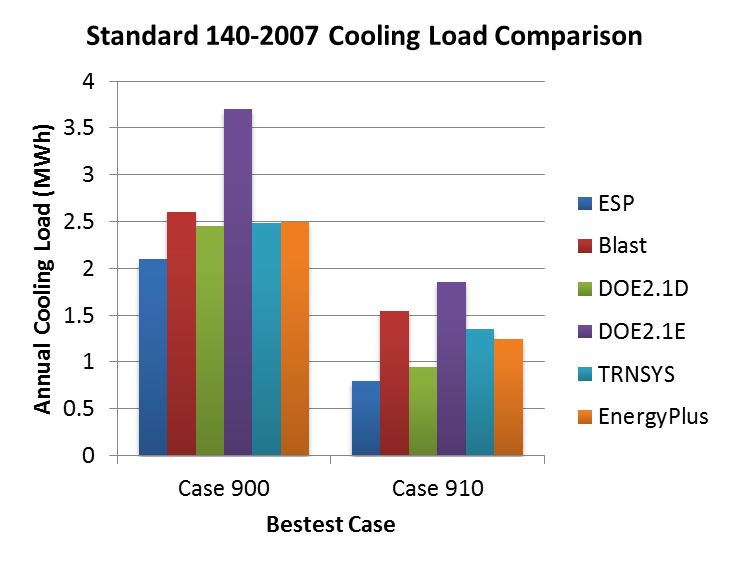 Standard 140-2007 Cooling Load Comparison
Annual Cooling Load (MWh)
4
3.5
3
2.5
2
1.5
1
0.5
0
Case 900
Case 910
Bestest Case
ESP
Blast
DOE2.1D
DOE2.1E
TRNSYS
EnergyPlus